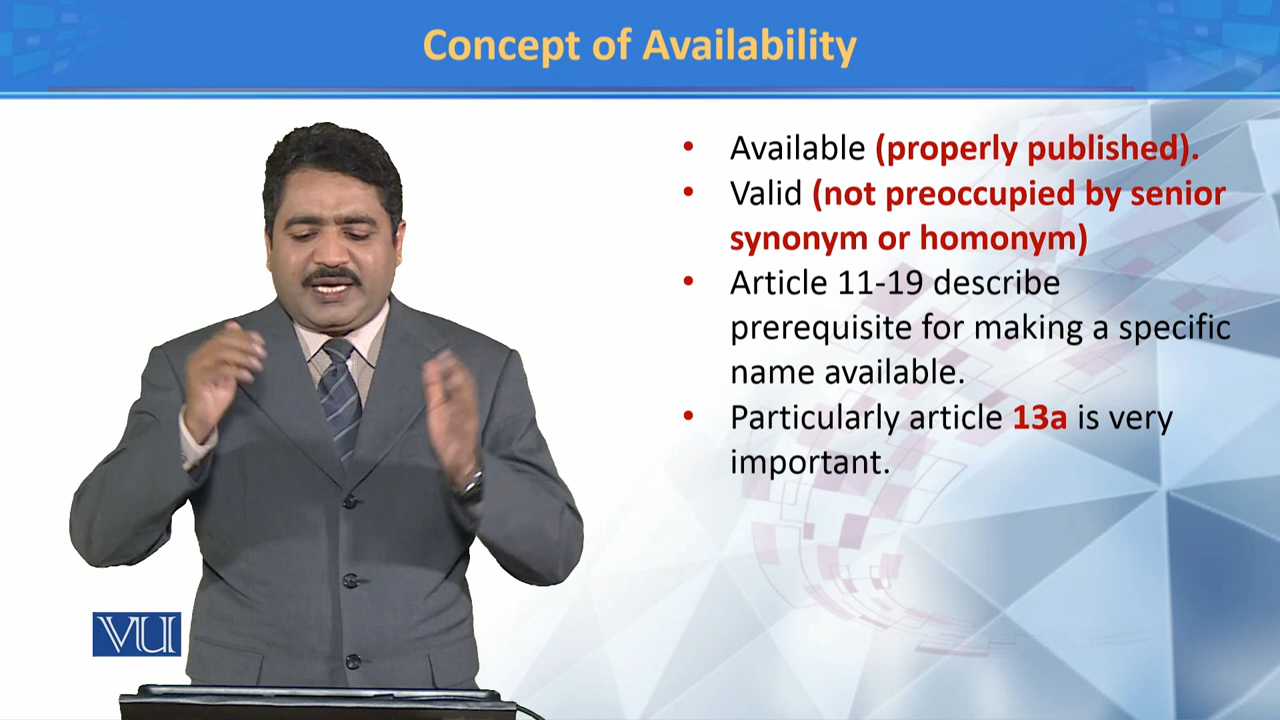 Concept of Availability
• Available (properly published).
• Valid (not preoccupied by senior
synonym or homonym)
• Article 11-19 describe
prerequisite for making a specific
name available.
• Particularly article 13a is very
important.
VU